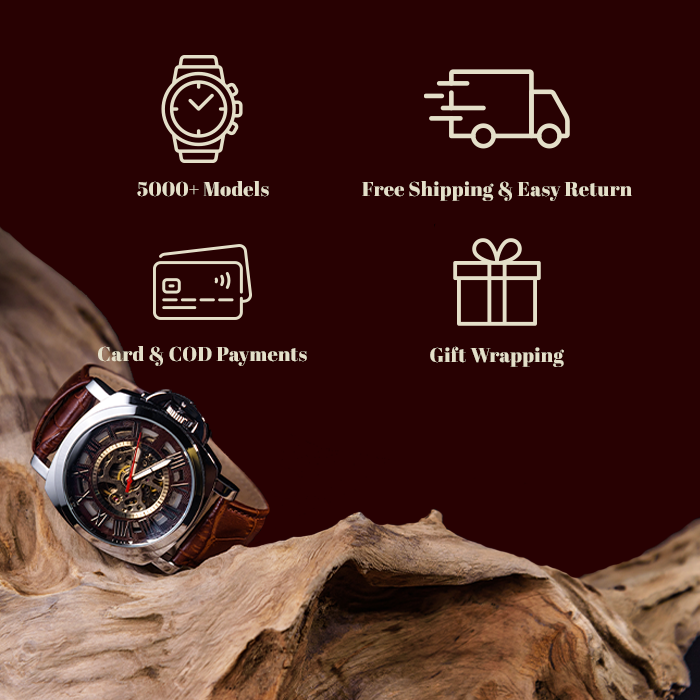 5000+ Models
Free Shipping & Easy Return
Card & COD Payments
Gift Wrapping